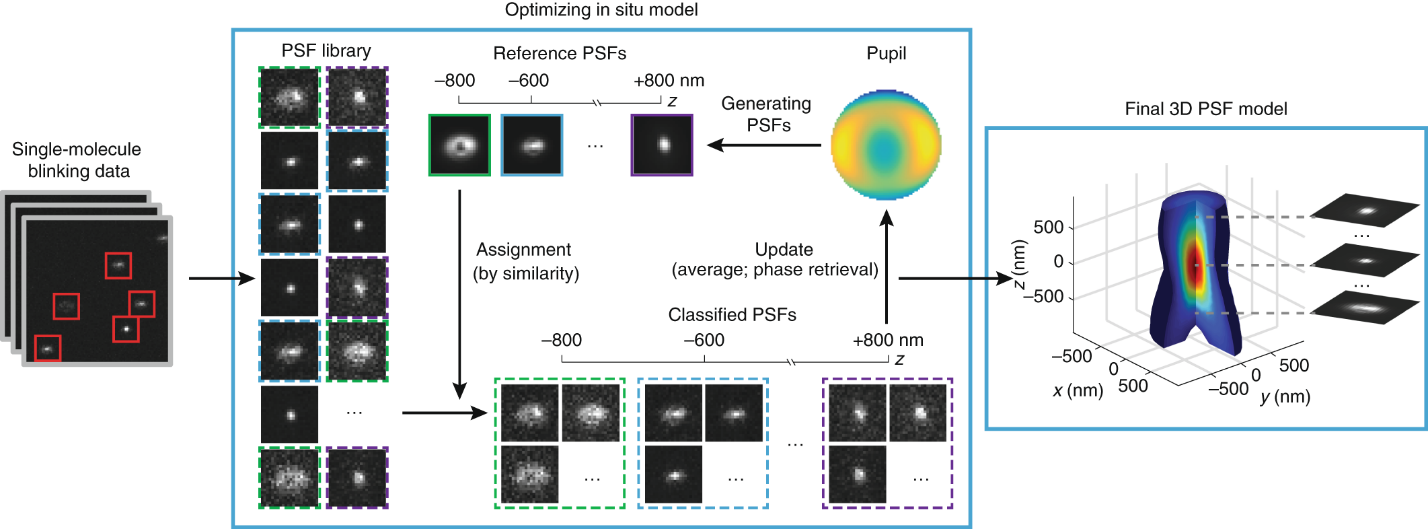 Optimizing in situ model
Single-molecule
blinking data
PSF library
...
Reference PSFs
−800
−600
+800 nm
z
...
Generating
PSFs
Pupil
Assignment
(by similarity)
Update
(average; phase retrieval)
Classified PSFs
−800
−600
+800 nm
z
...
...
...
...
Final 3D PSF model
500
0
−500
z (nm)
−500
0
500
x (nm)
−500
0
500
y (nm)
...
...